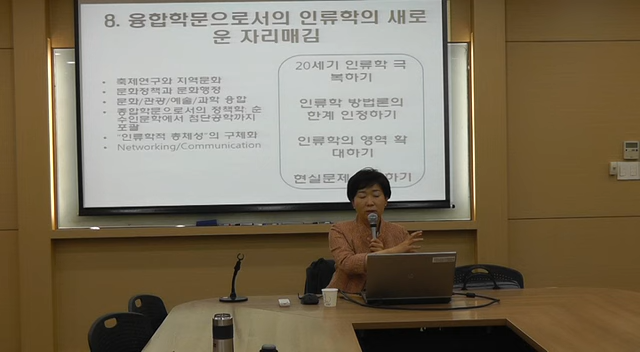 8. 융합학문으로서의 인류학의 새로
운 자리매김
• 축제연구와 지역문화
• 문화정책과 문화행정
• 문화/관광/예술/과학 융합
• 종합학문으로서의 정책학: 순
수인문학에서 첨단공학까지
포괄
• "인류학적 총체성"의 구체화
• Networking/Communication
20세기 인류학 극
복하기
인류학 방법론의
한계 인정하기
인류학의 영역 확
대하기
현실문제 하기